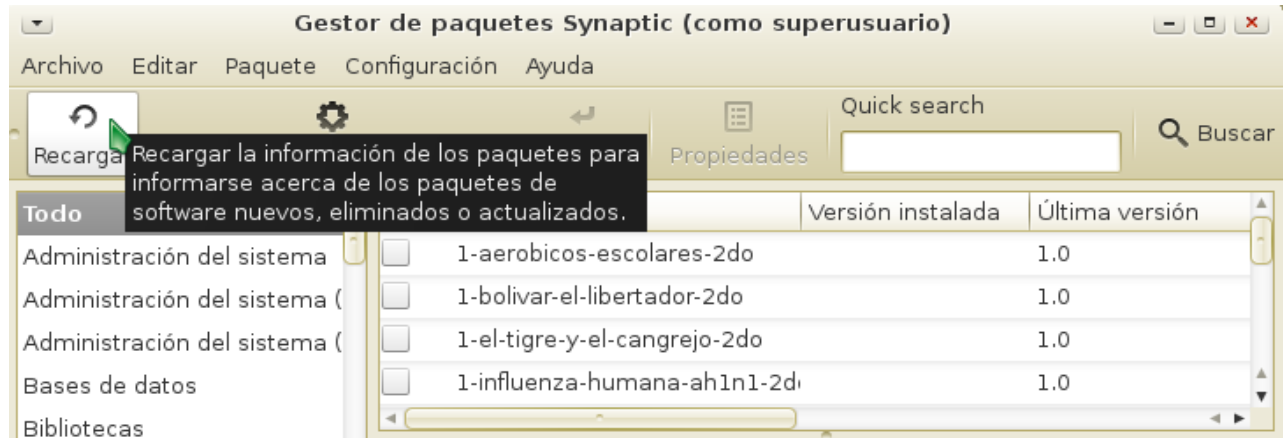 Gestor de paquetes Synaptic (como superusuario)
Archivo Editar Paquete Configuración Ayuda
Quick search
Recarga
Propiedades
Buscar
Recargar la información de los paquetes para
informarse acerca de los paquetes de
software nuevos, eliminados o actualizados.
Todo
Versión instalada Última versión
Administración del sistema
1-aerobicos-escolares-2do 1.0
Administración del sistema (
1-bolivar-el-libertador-2do 1.0
Administración del sistema (
1-el-tigre-y-el-cangrejo-2do 1.0
Bases de datos
1-influenza-humana-ah1n1-2d 1.0
Bibliotecas